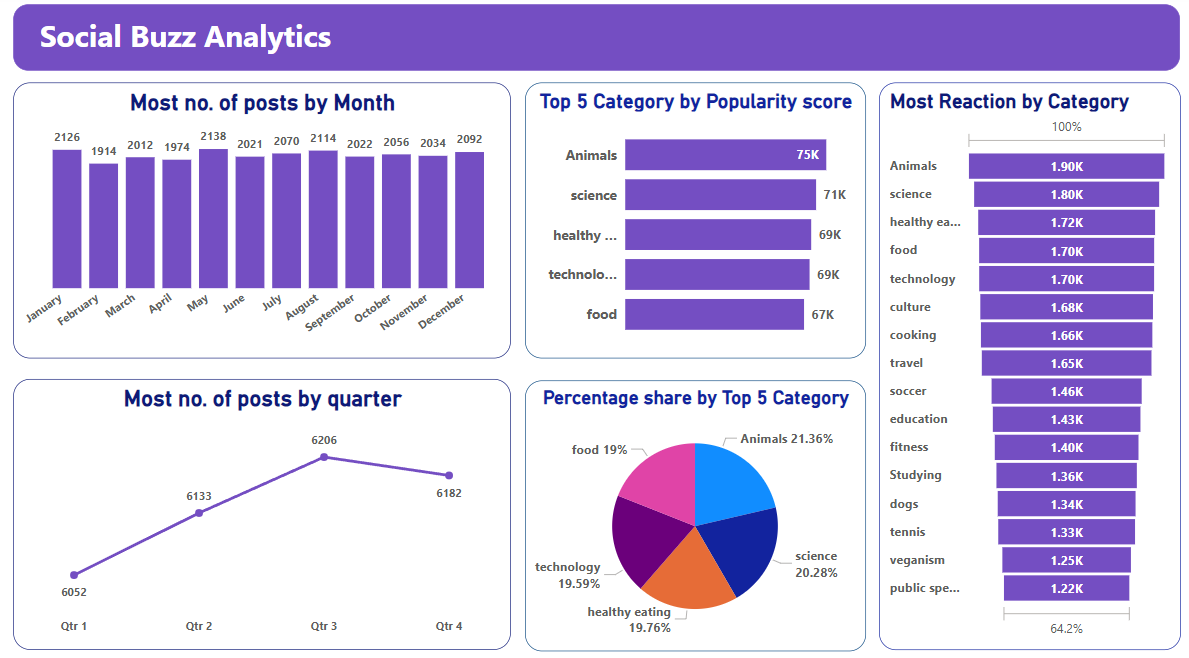 Social Buzz Analytics
Most no. of posts by Month
2126
1914
2012
1974
2138
2021
2070
2114
2022
2056
2034
2092
January
February
March
April
May
June
July
August
September
October
November
December
Top 5 Category by Popularity score
Animals 75K
science 71K
healthy ... 69K
technolo... 69K
food 67K
Most Reaction by Category
100%
Animals 1.90K
science 1.80K
healthy ea... 1.72K
food 1.70K
technology 1.70K
culture 1.68K
cooking 1.66K
travel 1.65K
soccer 1.46K
education 1.43K
fitness 1.40K
Studying 1.36K
dogs 1.34K
tennis 1.33K
veganism 1.25K
public spe... 1.22K
64.2%
Most no. of posts by quarter
6052
6133
6206
6182
Qtr 1
Qtr 2
Qtr 3
Qtr 4
Percentage share by Top 5 Category
Animals 21.36%
science
20.28%
healthy eating
19.76%
technology
19.59%
food 19%